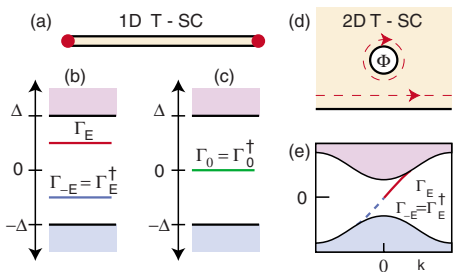 (a) 1D T - SC
(b)
Δ
Γ_E
0
Γ_{-E} = Γ_E^†
-Δ
(c)
Γ_0 = Γ_0^†
(d) 2D T - SC
Φ
(e)
0
Γ_E
Γ_{-E} = Γ_E^†
0 k